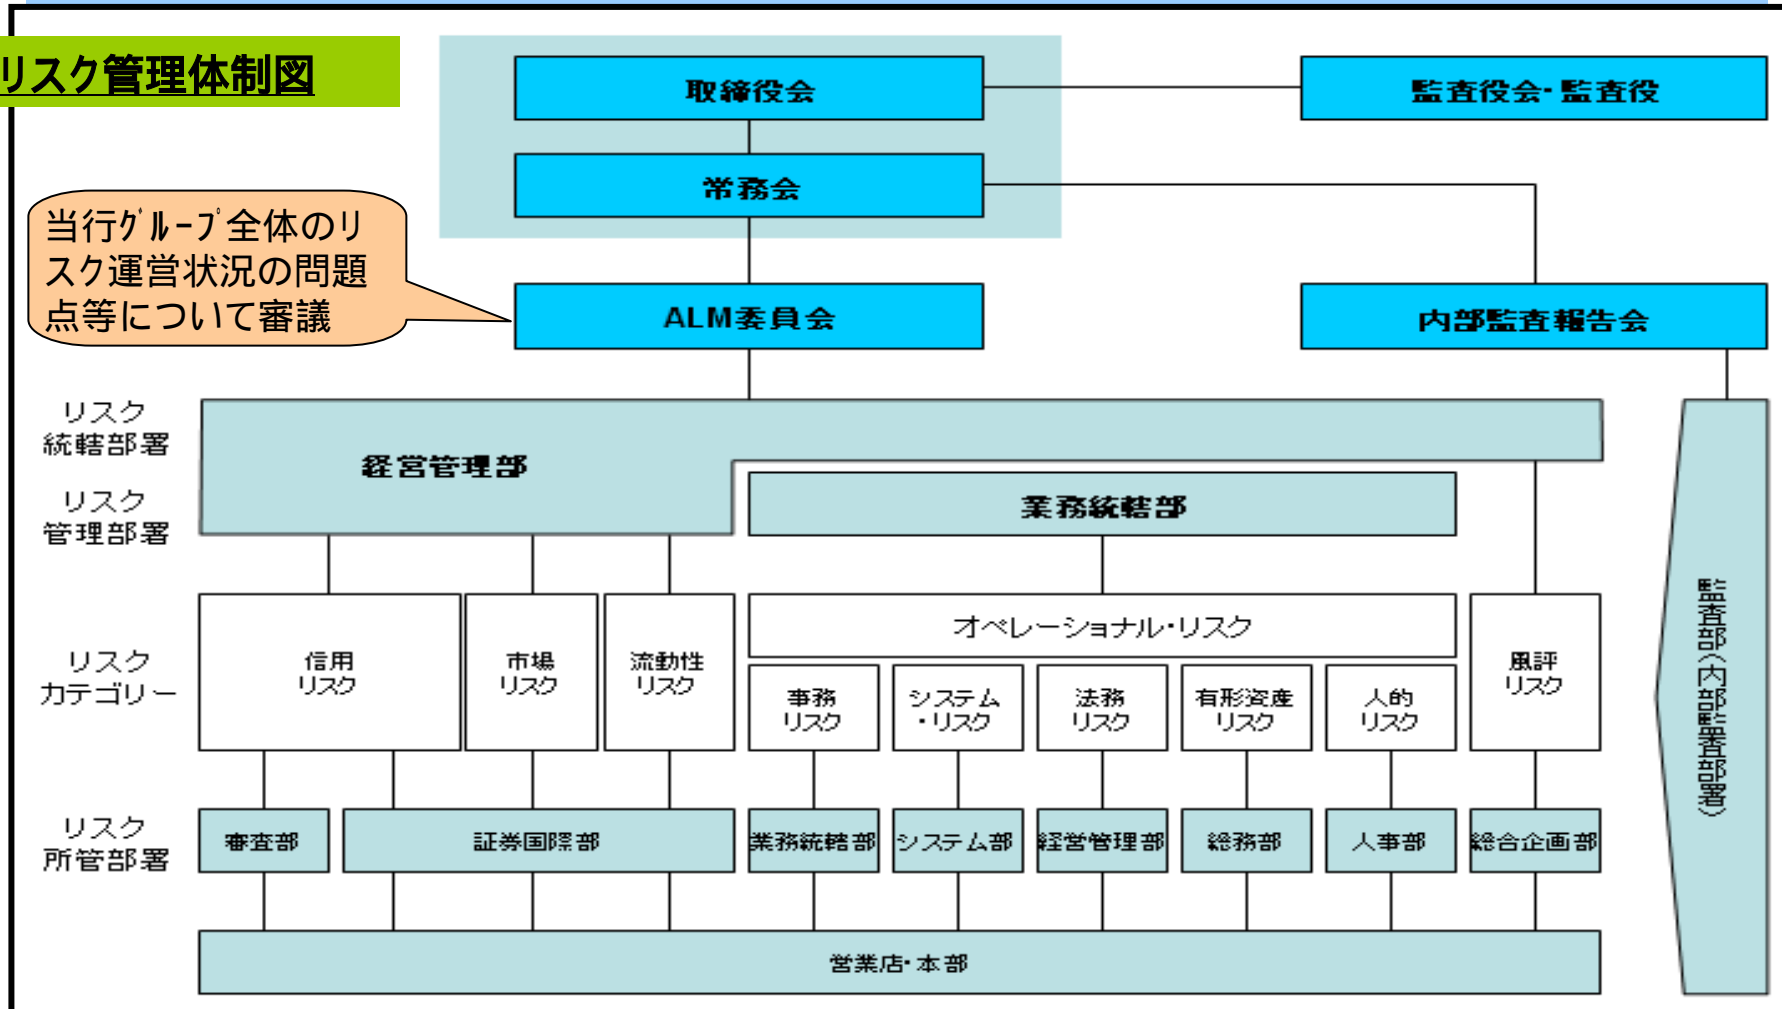 リスク管理体制図
取締役会
監査役会・監査役
常務会
当行グループ全体のリ
スク運営状況の問題
点等について審議
ALM委員会
内部監査報告会
リスク
統轄部署
経営管理部
リスク
管理部署
業務統轄部
リスク
カテゴリー
信用
リスク
市場
リスク
流動性
リスク
オペレーショナル・リスク
事務
リスク
システム
・リスク
法務
リスク
有形資産
リスク
人的
リスク
風評
リスク
監査部(内部監査部署)
リスク
所管部署
審査部
証券国際部
業務統轄部
システム部
経営管理部
総務部
人事部
総合企画部
営業店・本部